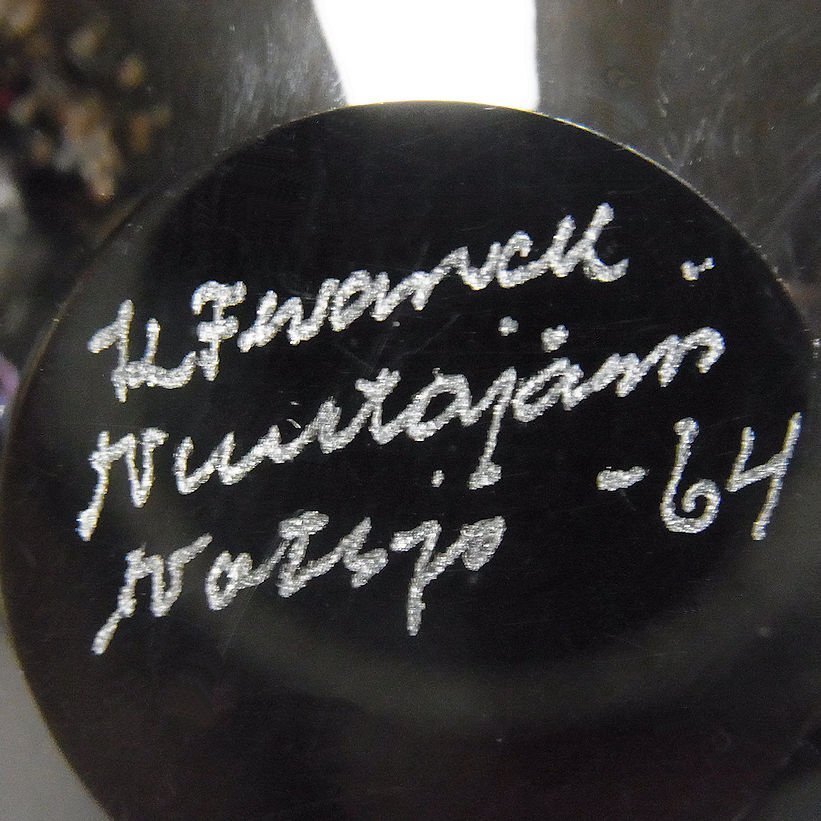 K Franck.
Nuutajärvi
Notsjö -64